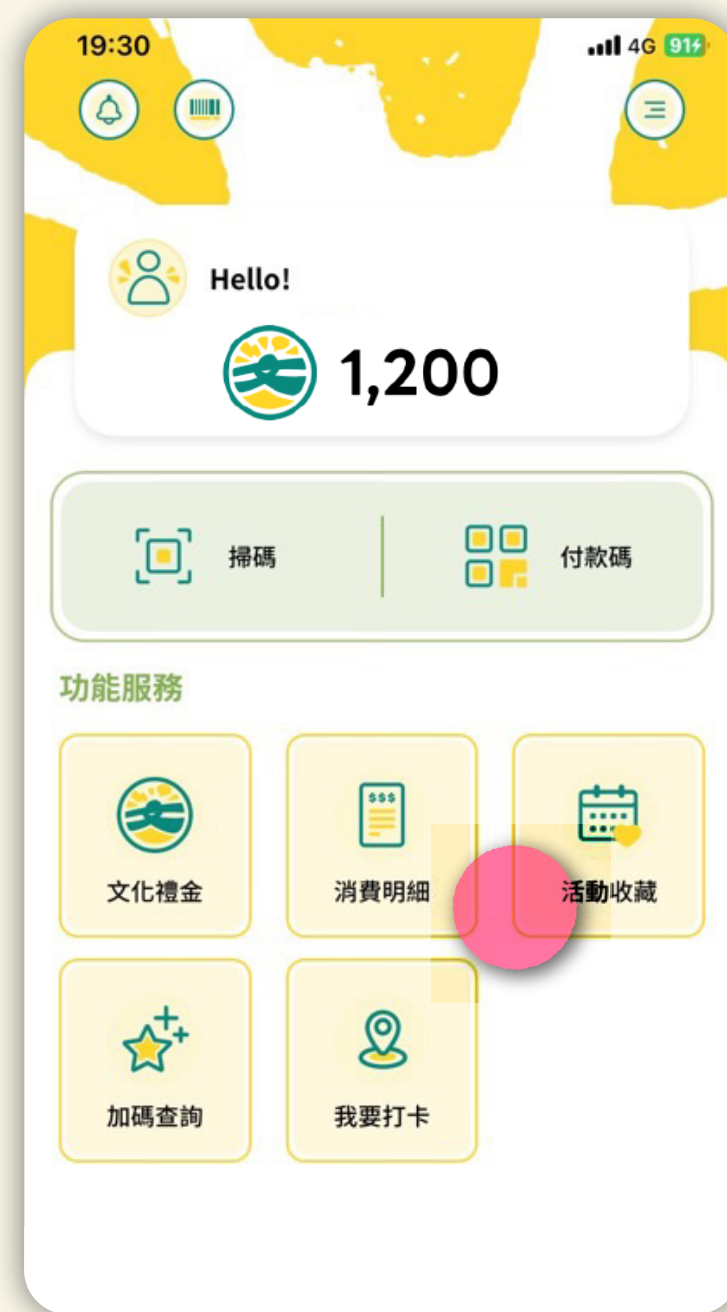 19:30 4G 91
Hello!
1,200
掃碼 付款碼
功能服務
$$$
文化禮金 消費明細 活動收藏
加碼查詢 我要打卡